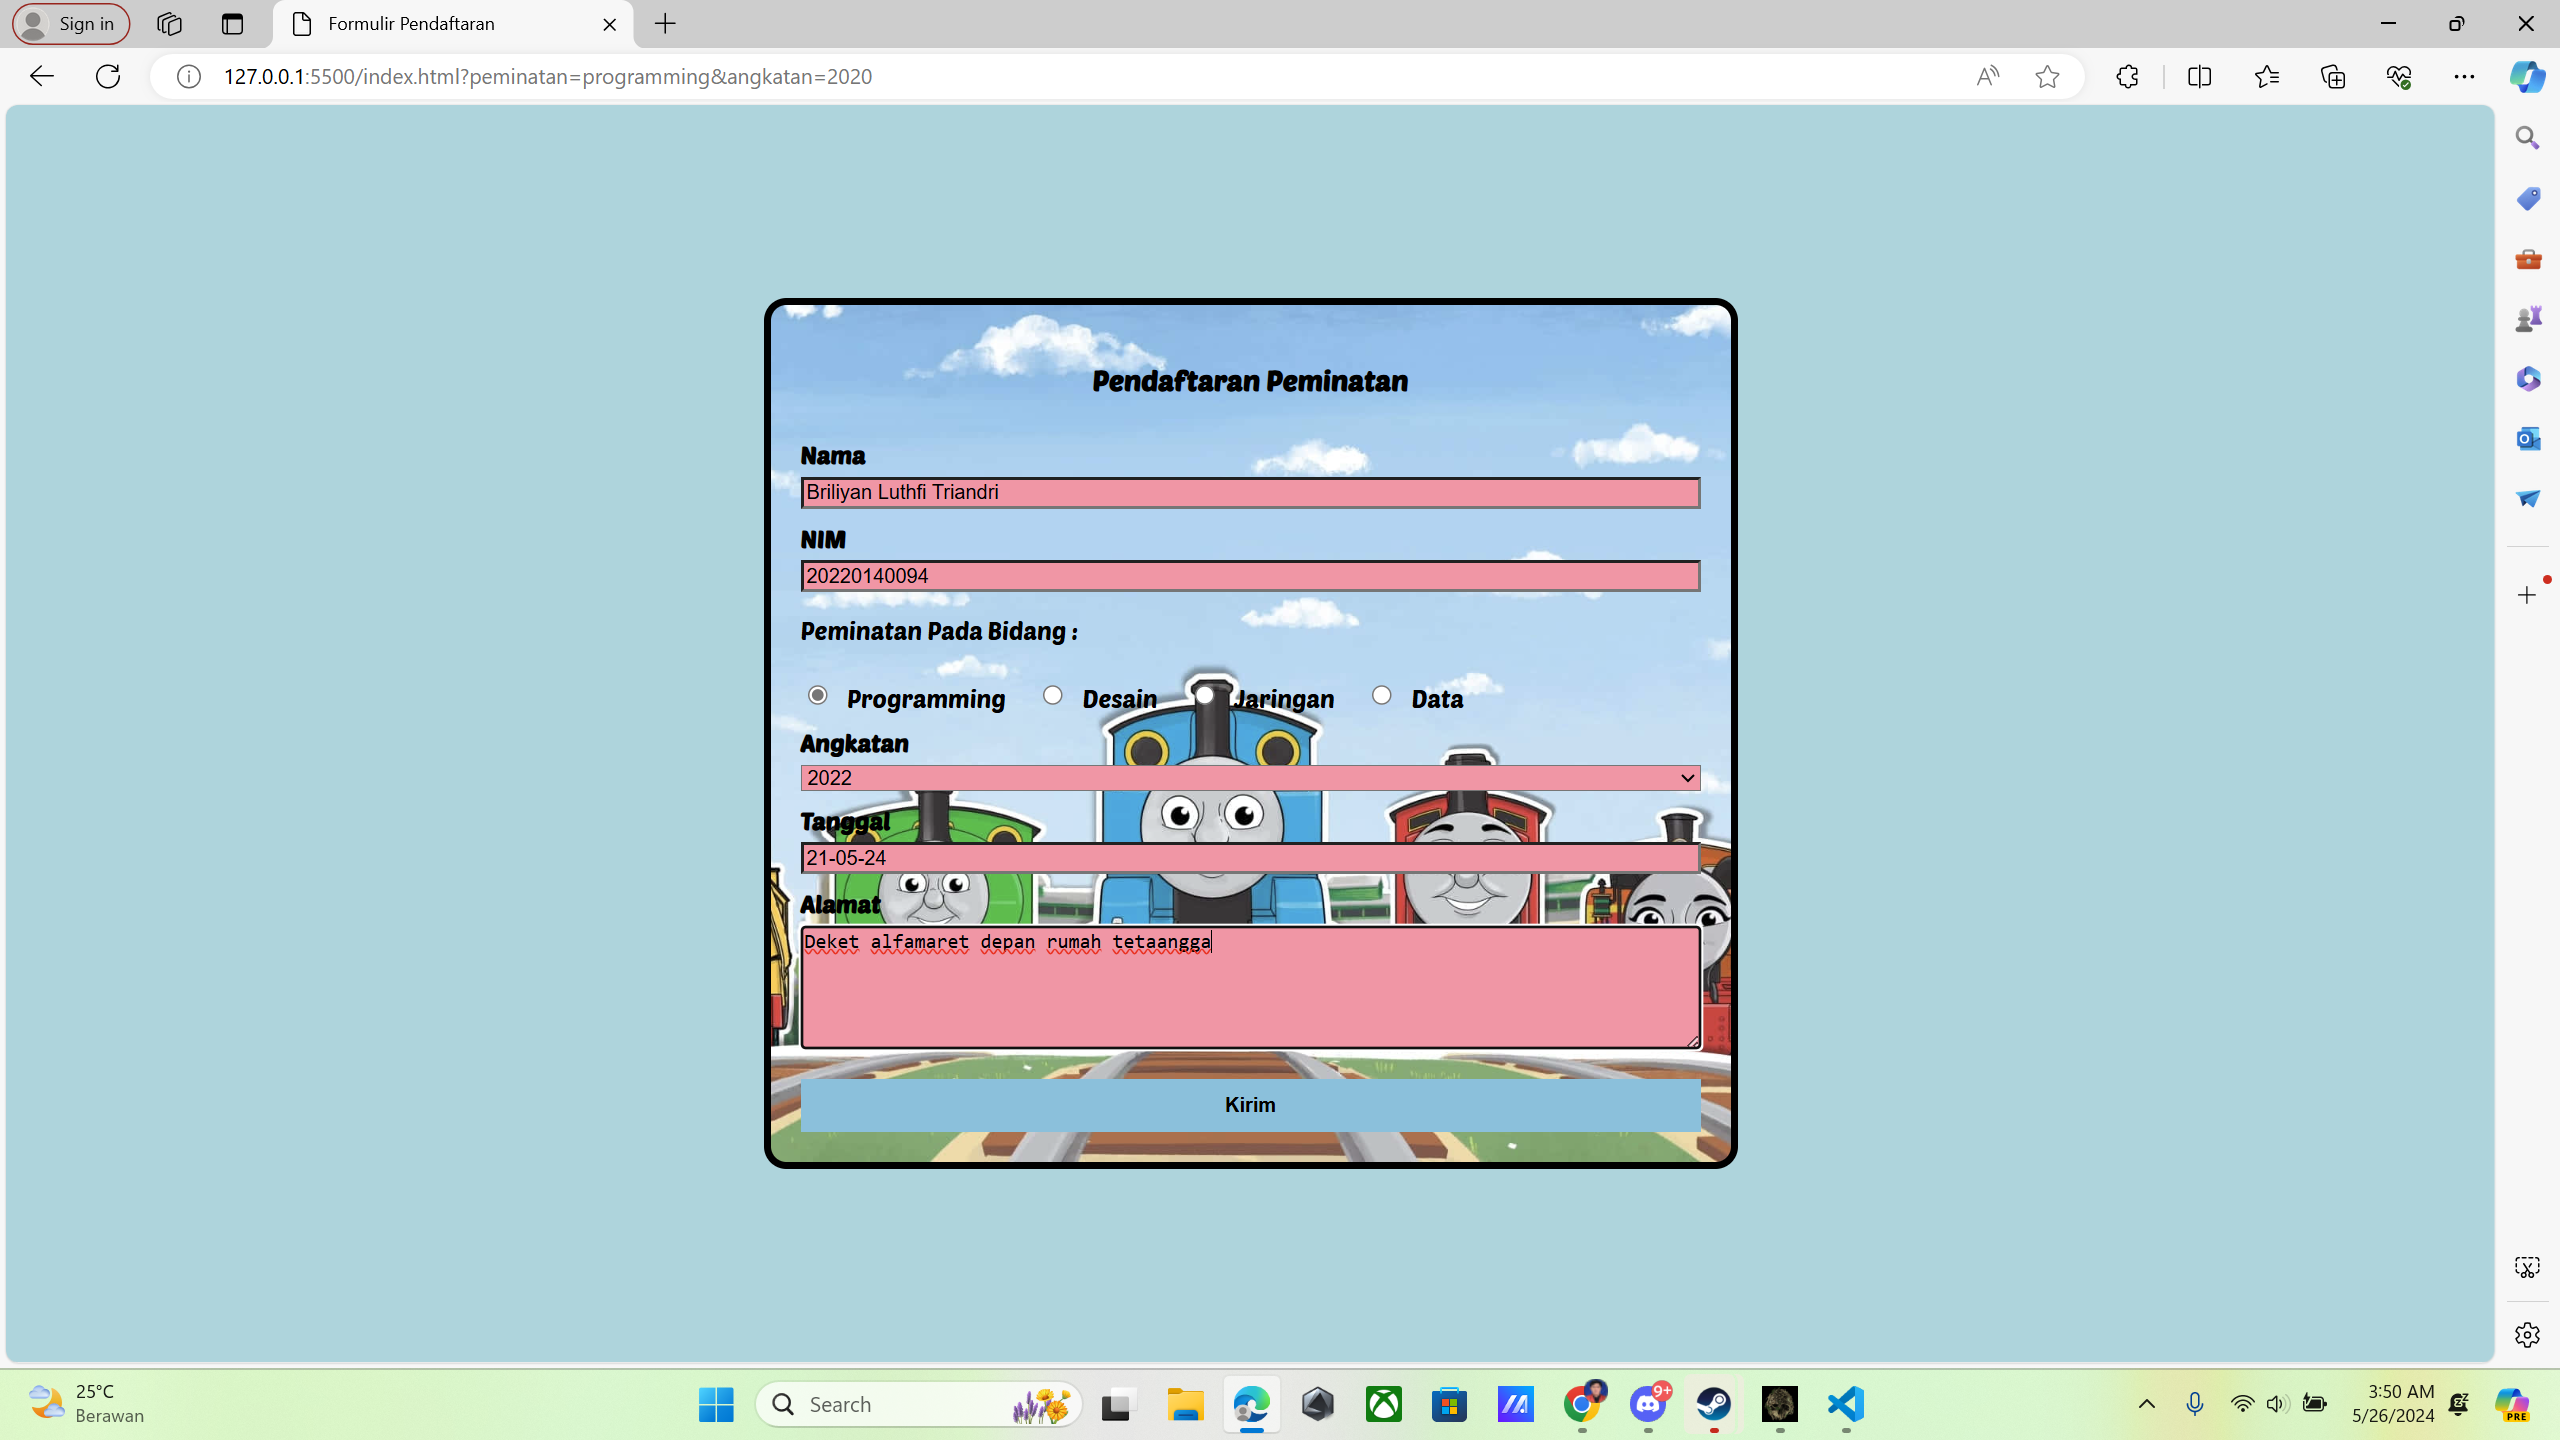 Sign in
Formulir Pendaftaran
127.0.0.1:5500/index.html?peminatan=programming&angkatan=2020
Pendaftaran Peminatan
Nama
Briliyan Luthfi Triandri
NIM
20220140094
Peminatan Pada Bidang :
Programming Desain Jaringan Data
Angkatan
2022
Tanggal
21-05-24
Alamat
Deket alfamaret depan rumah tetaangga
Kirim
25°C
Berawan
Search
9+
3:50 AM
5/26/2024
PRE